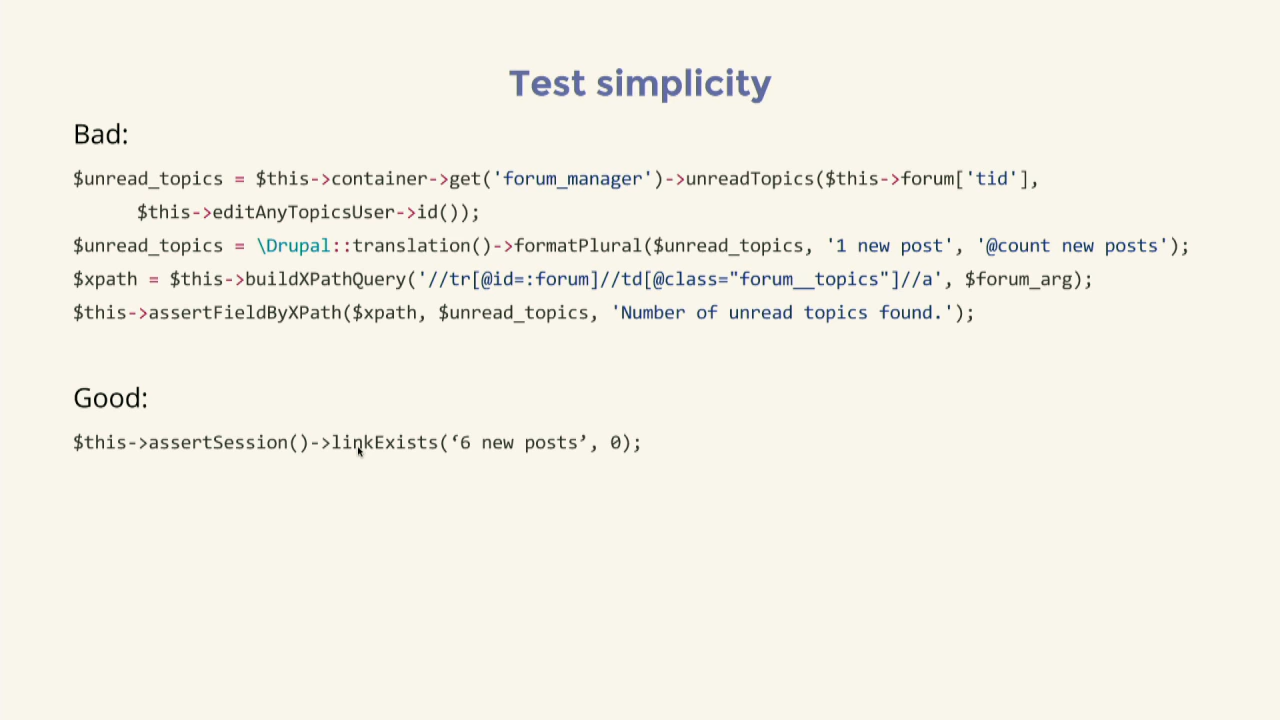 Test simplicity
Bad:
$unread_topics = $this->container->get('forum_manager')->unreadTopics($this->forum['tid'],
$this->editAnyTopicsUser->id());
$unread_topics = \Drupal::translation()->formatPlural($unread_topics, '1 new post', '@count new posts');
$xpath = $this->buildXPathQuery('//tr[@id=:forum]//td[@class="forum__topics"]//a', $forum_arg);
$this->assertFieldByXPath($xpath, $unread_topics, 'Number of unread topics found.');
Good:
$this->assertSession()->linkExists(‘6 new posts’, 0);